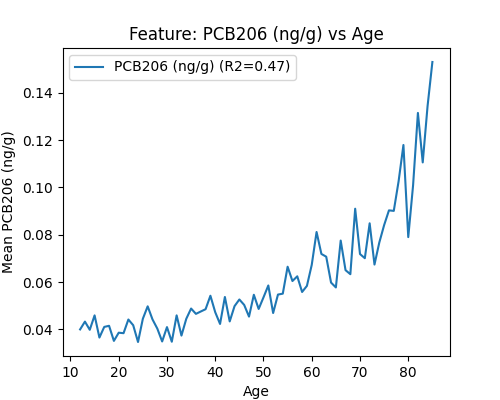 Feature: PCB206 (ng/g) vs Age
PCB206 (ng/g) (R2=0.47)
Mean PCB206 (ng/g)
0.14
0.12
0.10
0.08
0.06
0.04
10 20 30 40 50 60 70 80
Age